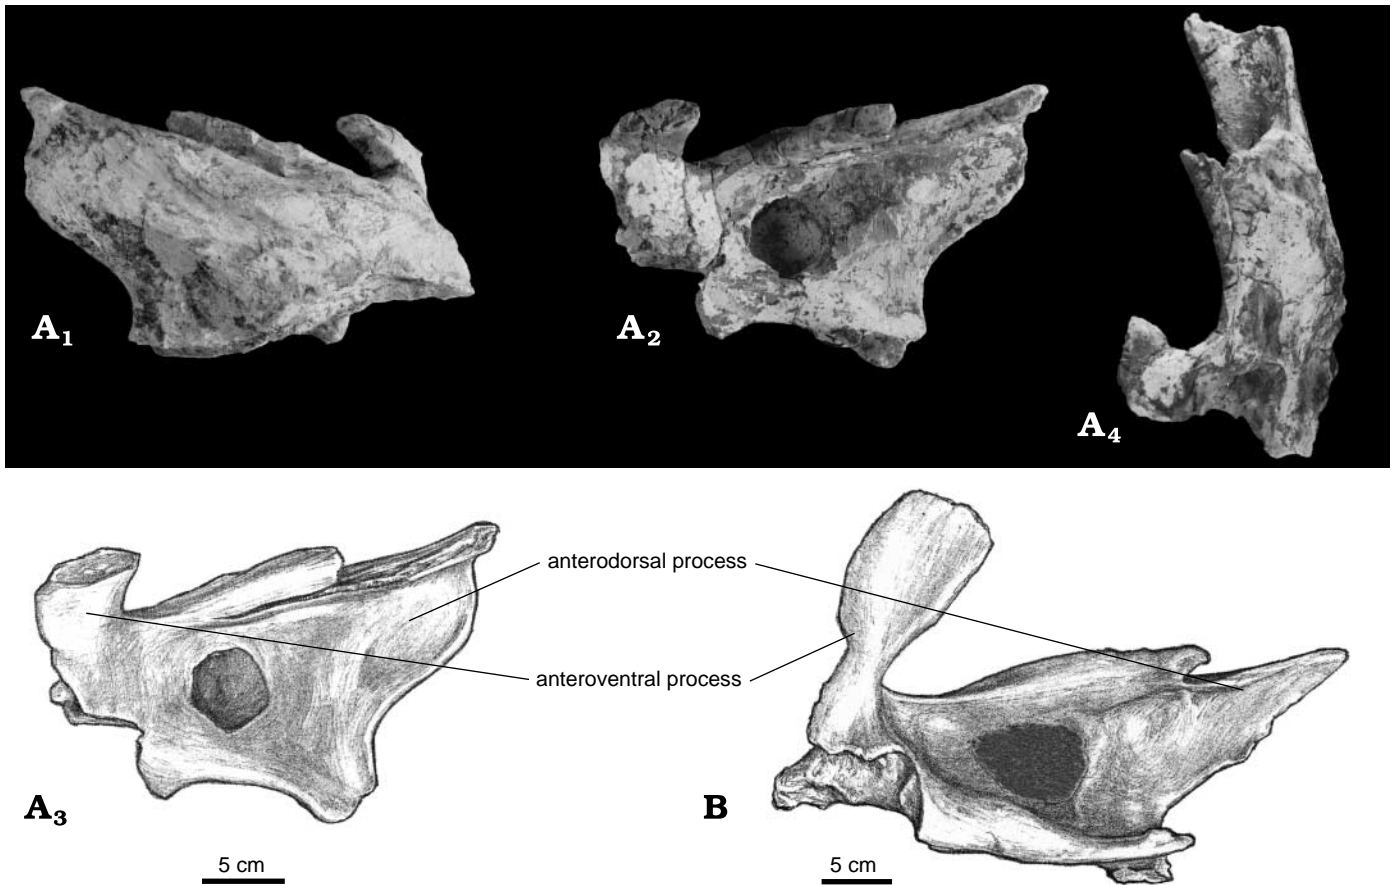 A1
A2
A4
anterodorsal process
anteroventral process
A3
B
5 cm
5 cm